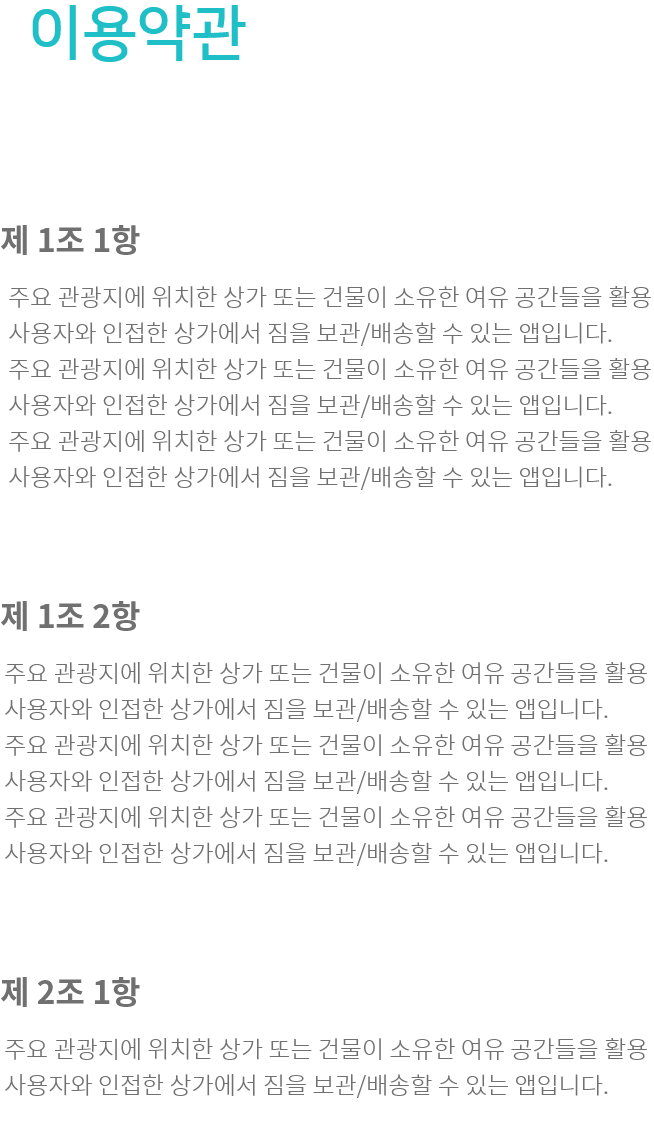 이용약관
제 1조 1항
주요 관광지에 위치한 상가 또는 건물이 소유한 여유 공간들을 활용
사용자와 인접한 상가에서 짐을 보관/배송할 수 있는 앱입니다.
주요 관광지에 위치한 상가 또는 건물이 소유한 여유 공간들을 활용
사용자와 인접한 상가에서 짐을 보관/배송할 수 있는 앱입니다.
주요 관광지에 위치한 상가 또는 건물이 소유한 여유 공간들을 활용
사용자와 인접한 상가에서 짐을 보관/배송할 수 있는 앱입니다.
제 1조 2항
주요 관광지에 위치한 상가 또는 건물이 소유한 여유 공간들을 활용
사용자와 인접한 상가에서 짐을 보관/배송할 수 있는 앱입니다.
주요 관광지에 위치한 상가 또는 건물이 소유한 여유 공간들을 활용
사용자와 인접한 상가에서 짐을 보관/배송할 수 있는 앱입니다.
주요 관광지에 위치한 상가 또는 건물이 소유한 여유 공간들을 활용
사용자와 인접한 상가에서 짐을 보관/배송할 수 있는 앱입니다.
제 2조 1항
주요 관광지에 위치한 상가 또는 건물이 소유한 여유 공간들을 활용
사용자와 인접한 상가에서 짐을 보관/배송할 수 있는 앱입니다.